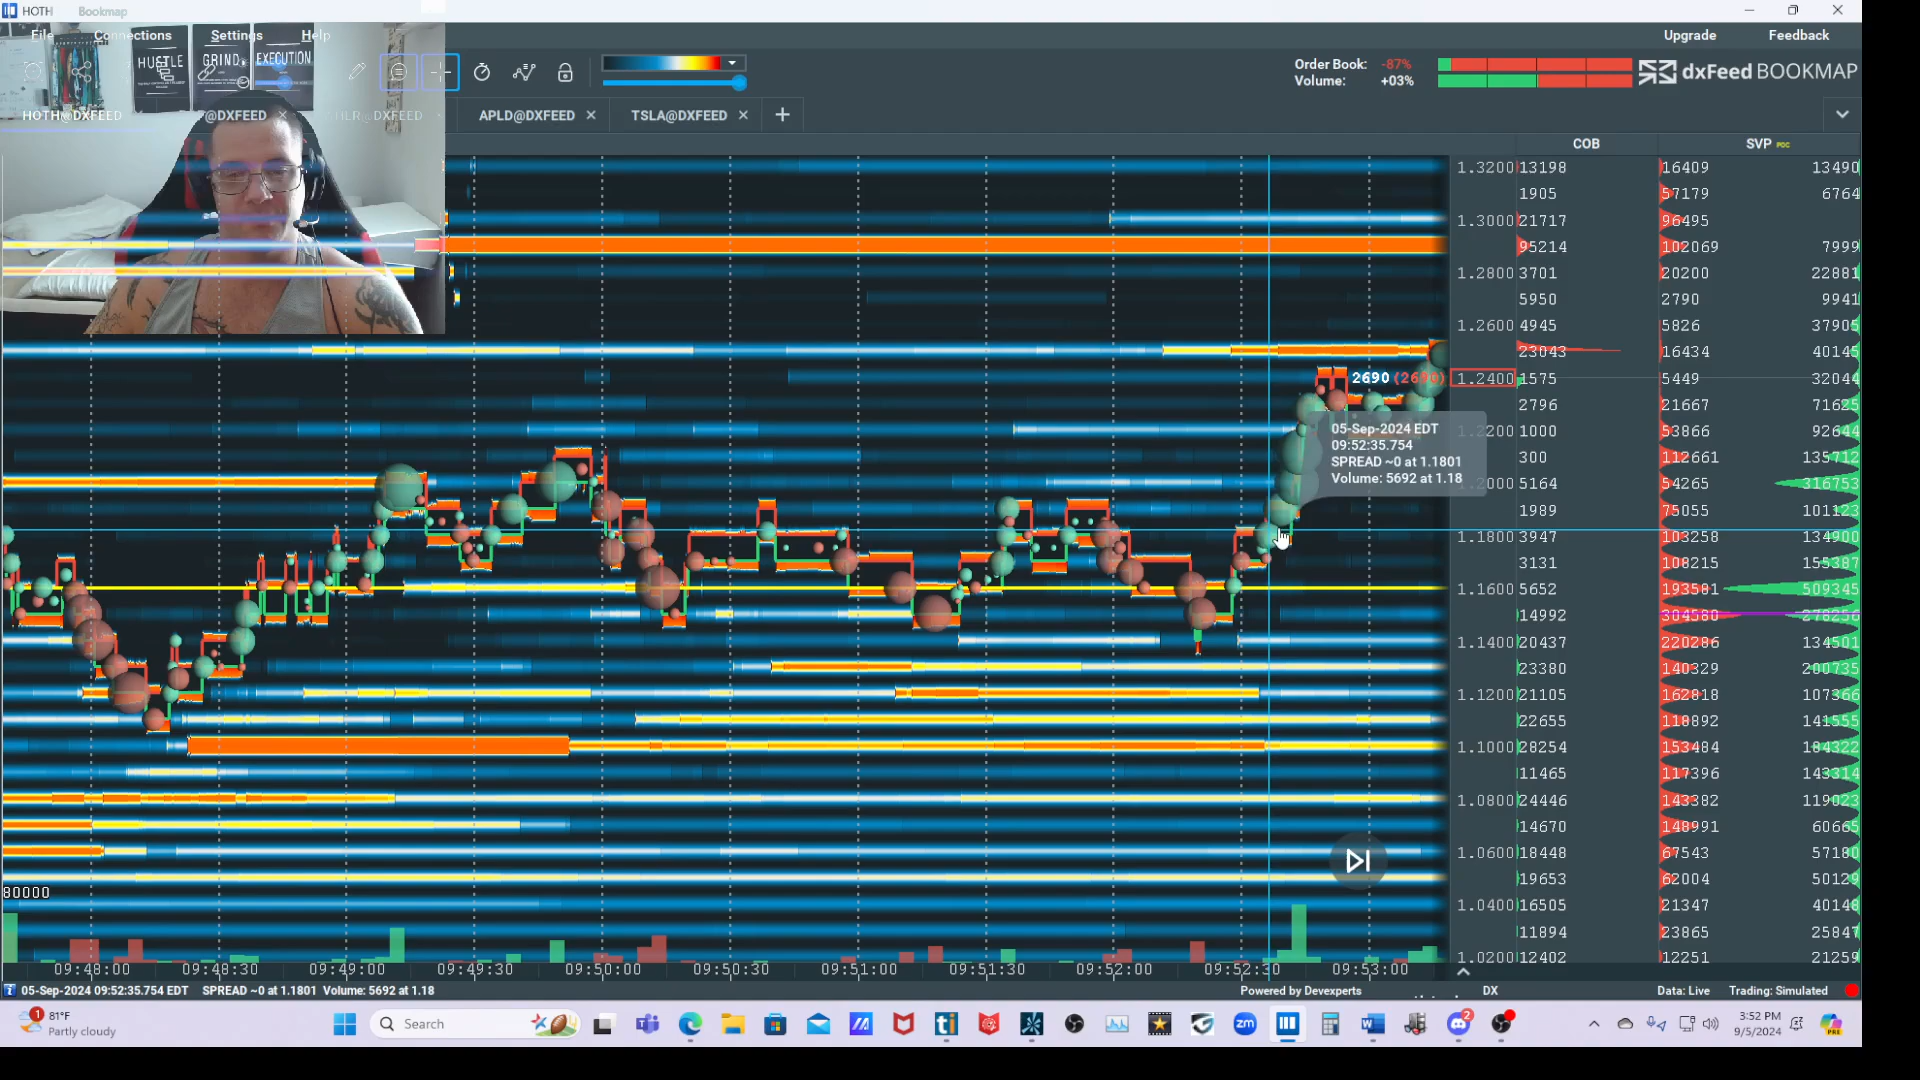 HOTH Bookmap
File Connections Settings Help Upgrade Feedback
HUSTLE GRIND EXECUTION
Order Book: -87%
Volume: +03%
dxFeed BOOKMAP
HOTH@DXFEED @DXFEED @DXFEED APLD@DXFEED TSLA@DXFEED
COB SVP
1.3200 13198 16409 13490
1905 57179 6764
1.3000 21717 96495
95214 102069 7999
1.2800 3701 20200 22881
5950 2790 9941
1.2600 4945 5826 37905
23043 16434 40145
2690 1.2400 1575 5449 32044
2796 21667 71625
1000 53866 92644
300 112661 135712
5164 54265 316753
1989 75055 101123
1.1800 3947 103258 134900
3131 108215 155387
1.1600 5652 193581 509345
14992 304580 278256
1.1400 20437 220286 134501
23380 140329 200735
1.1200 21105 162818 107366
22655 118892 141555
1.1000 28254 153484 184322
11465 117396 143314
1.0800 24446 143382 119023
14670 148991 60665
1.0600 18448 67543 57180
19653 62004 50129
1.0400 16505 21347 40148
11894 23865 25847
1.0200 12402 12251 21259
05-Sep-2024 EDT
09:52:35.754
SPREAD ~0 at 1.1801
Volume: 5692 at 1.18
80000
09:48:00 09:48:30 09:49:00 09:49:30 09:50:00 09:50:30 09:51:00 09:51:30 09:52:00 09:52:30 09:53:00
05-Sep-2024 09:52:35.754 EDT SPREAD ~0 at 1.1801 Volume: 5692 at 1.18 Powered by Devexperts DX Data: Live Trading: Simulated
81°F
Partly cloudy
Search
3:52 PM
9/5/2024